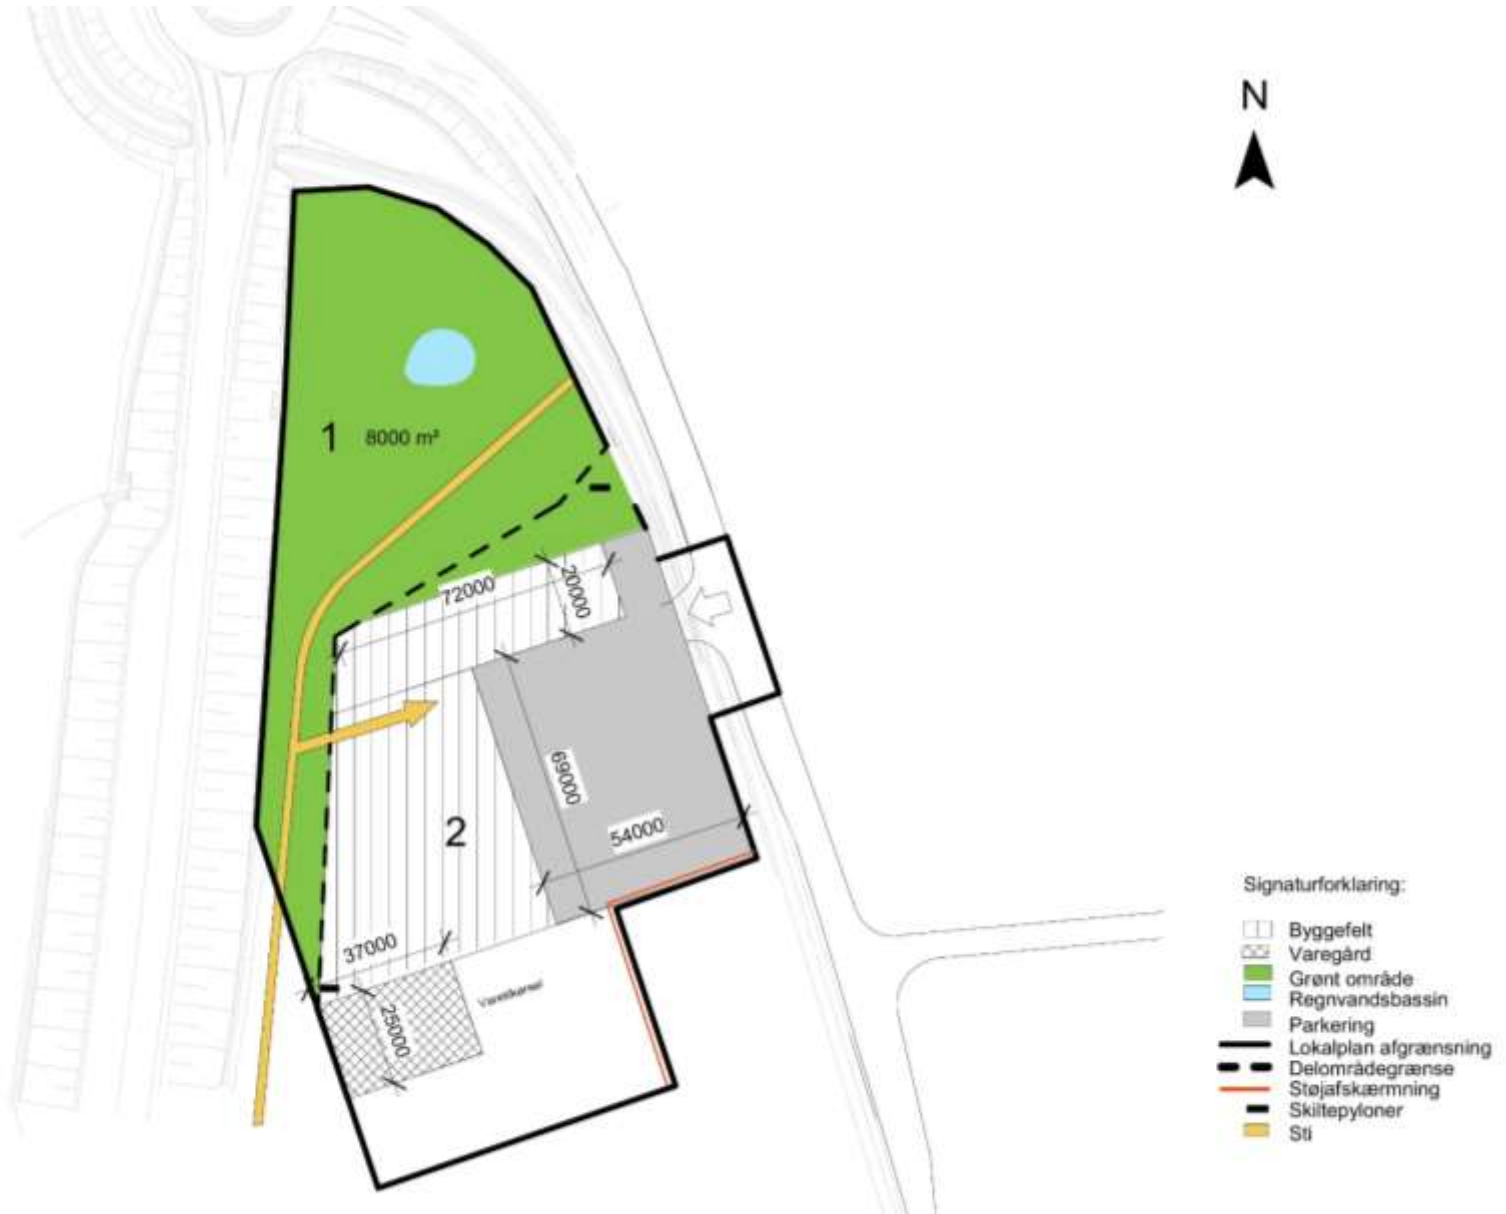 N
1 8000 m²
72000
20000
69000
54000
2
37000
25000
Signaturforklaring:
Byggefelt
Varegård
Grønt område
Regnvandsbassin
Parkering
Lokalplan afgrænsning
Delområdegrænse
Støjafskærmning
Skiltepyloner
Sti